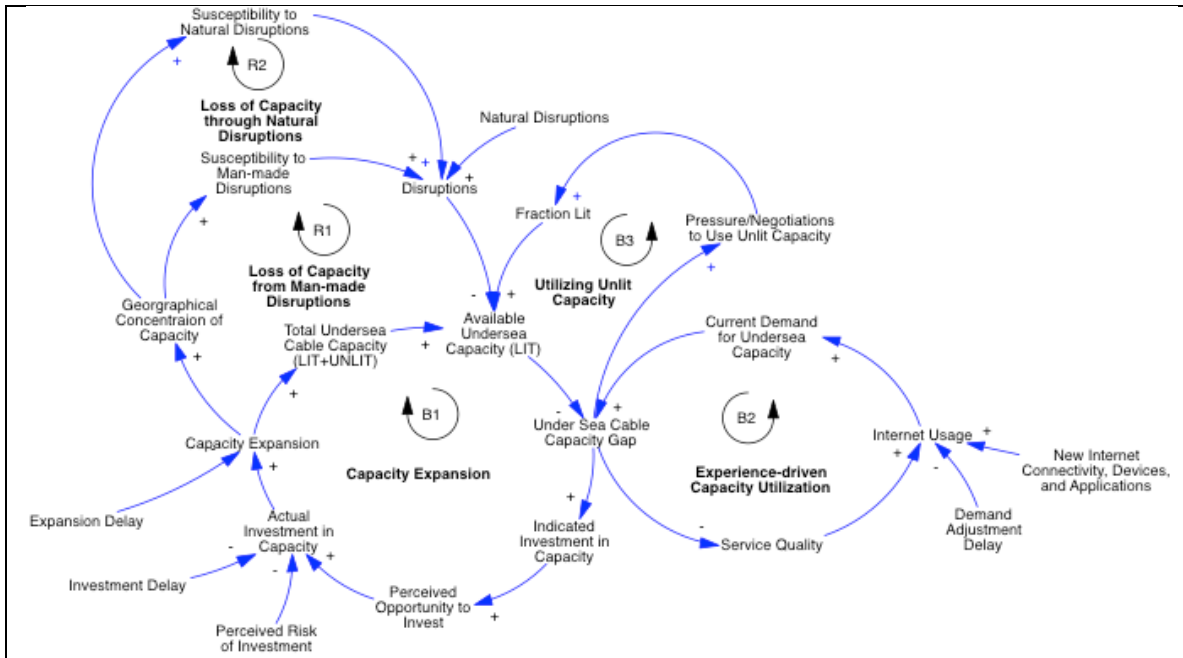 Susceptibility to
Natural Disruptions
+
R2
Loss of Capacity
through Natural
Disruptions
Natural Disruptions
Susceptibility to
Man-made
Disruptions
+
+
+
Disruptions
+
R1
Fraction Lit
+
B3
Pressure/Negotiations
to Use Unlit Capacity
+
Loss of Capacity
from Man-made
Disruptions
Utilizing Unlit
Capacity
-
+
Georgraphical
Concentraion of
Capacity
+
Total Undersea
Cable Capacity
(LIT+UNLIT)
+
+
Available
Undersea
Capacity (LIT)
Current Demand
for Undersea
Capacity
+
B1
-
+
Under Sea Cable
Capacity Gap
B2
Capacity Expansion
-
+
Capacity Expansion
Experience-driven
Capacity Utilization
Internet Usage
+
+
-
New Internet
Connectivity, Devices,
and Applications
Expansion Delay
Actual
Investment in
Capacity
-
-
+
+
Indicated
Investment in
Capacity
-
Service Quality
Demand
Adjustment
Delay
Investment Delay
Perceived
Opportunity to
Invest
+
Perceived Risk
of Investment